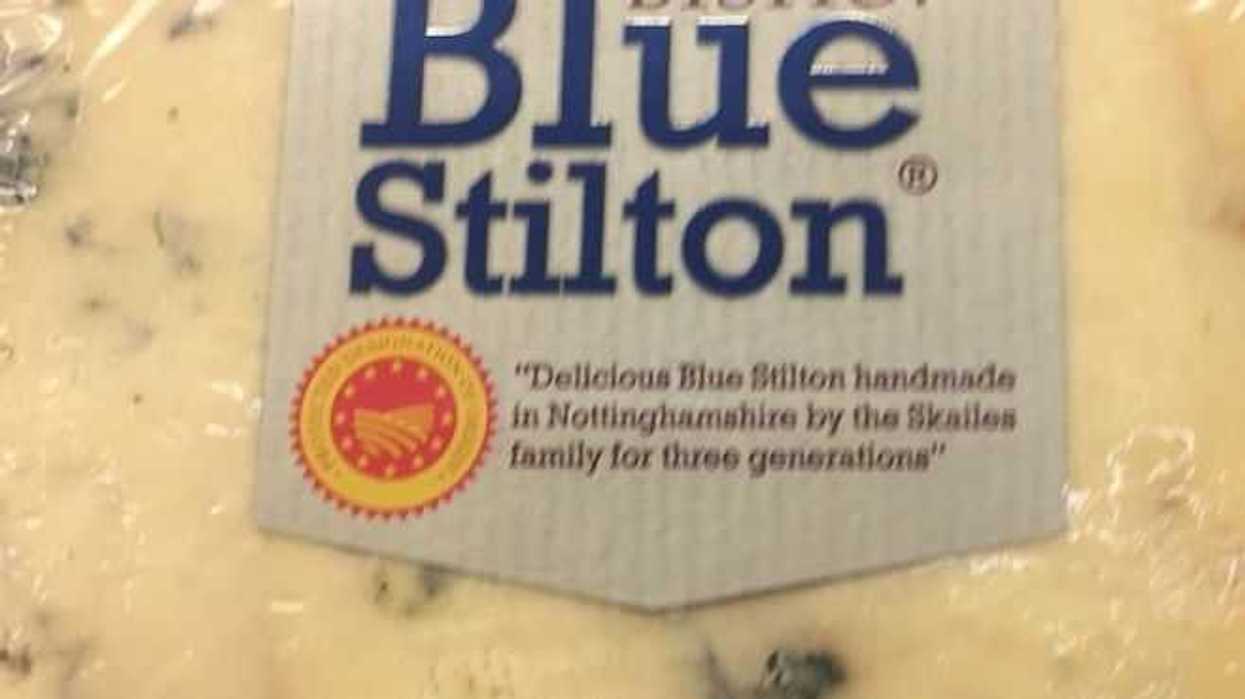 Blue
Stilton®
"Delicious Blue Stilton handmade
in Nottinghamshire by the Skailes
family for three generations"